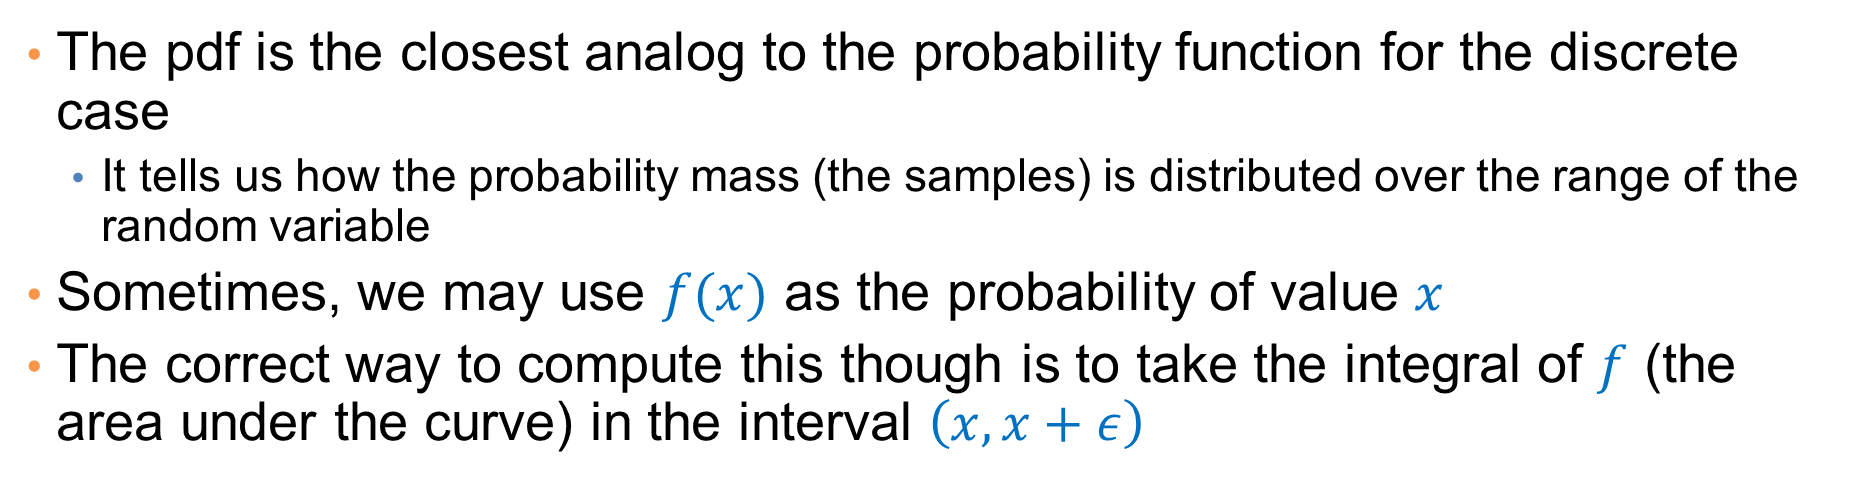 • The pdf is the closest analog to the probability function for the discrete
case
• It tells us how the probability mass (the samples) is distributed over the range of the
random variable
• Sometimes, we may use 𝑓(𝑥) as the probability of value 𝑥
• The correct way to compute this though is to take the integral of 𝑓 (the
area under the curve) in the interval (𝑥, 𝑥 + 𝜖)